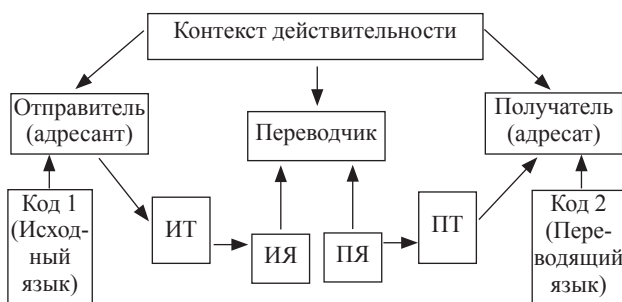 Контекст действительности
Отправитель
(адресант)
Переводчик
Получатель
(адресат)
Код 1
(Исход-
ный
язык)
ИТ
ИЯ
ПЯ
ПТ
Код 2
(Пере-
водящий
язык)